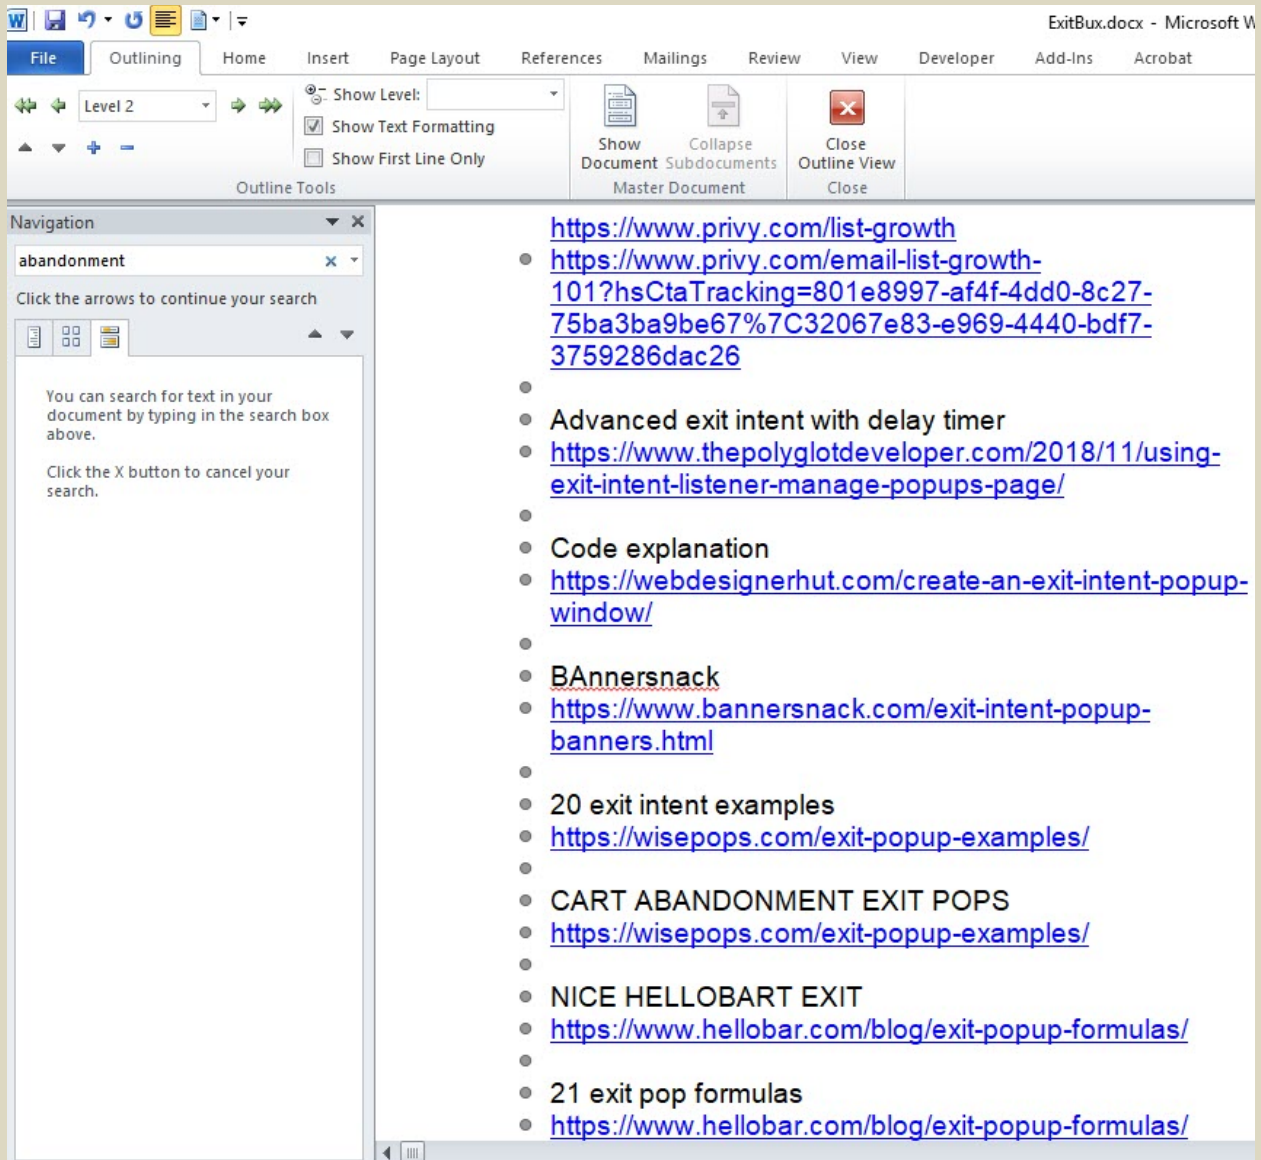 ExitBux.docx - Microsoft W
File Outlining Home Insert Page Layout References Mailings Review View Developer Add-Ins Acrobat
Level 2
Show Level:
Show Text Formatting
Show First Line Only
Outline Tools
Show Document
Collapse Subdocuments
Master Document
Close Outline View
Close
Navigation
abandonment
Click the arrows to continue your search
You can search for text in your
document by typing in the search box
above.
Click the X button to cancel your
search.
https://www.privy.com/list-growth
https://www.privy.com/email-list-growth-
101?hsCtaTracking=801e8997-af4f-4dd0-8c27-
75ba3ba9be67%7C32067e83-e969-4440-bdf7-
3759286dac26
Advanced exit intent with delay timer
https://www.thepolyglotdeveloper.com/2018/11/using-
exit-intent-listener-manage-popups-page/
Code explanation
https://webdesignerhut.com/create-an-exit-intent-popup-
window/
BAnnersnack
https://www.bannersnack.com/exit-intent-popup-
banners.html
20 exit intent examples
https://wisepops.com/exit-popup-examples/
CART ABANDONMENT EXIT POPS
https://wisepops.com/exit-popup-examples/
NICE HELLOBART EXIT
https://www.hellobar.com/blog/exit-popup-formulas/
21 exit pop formulas
https://www.hellobar.com/blog/exit-popup-formulas/